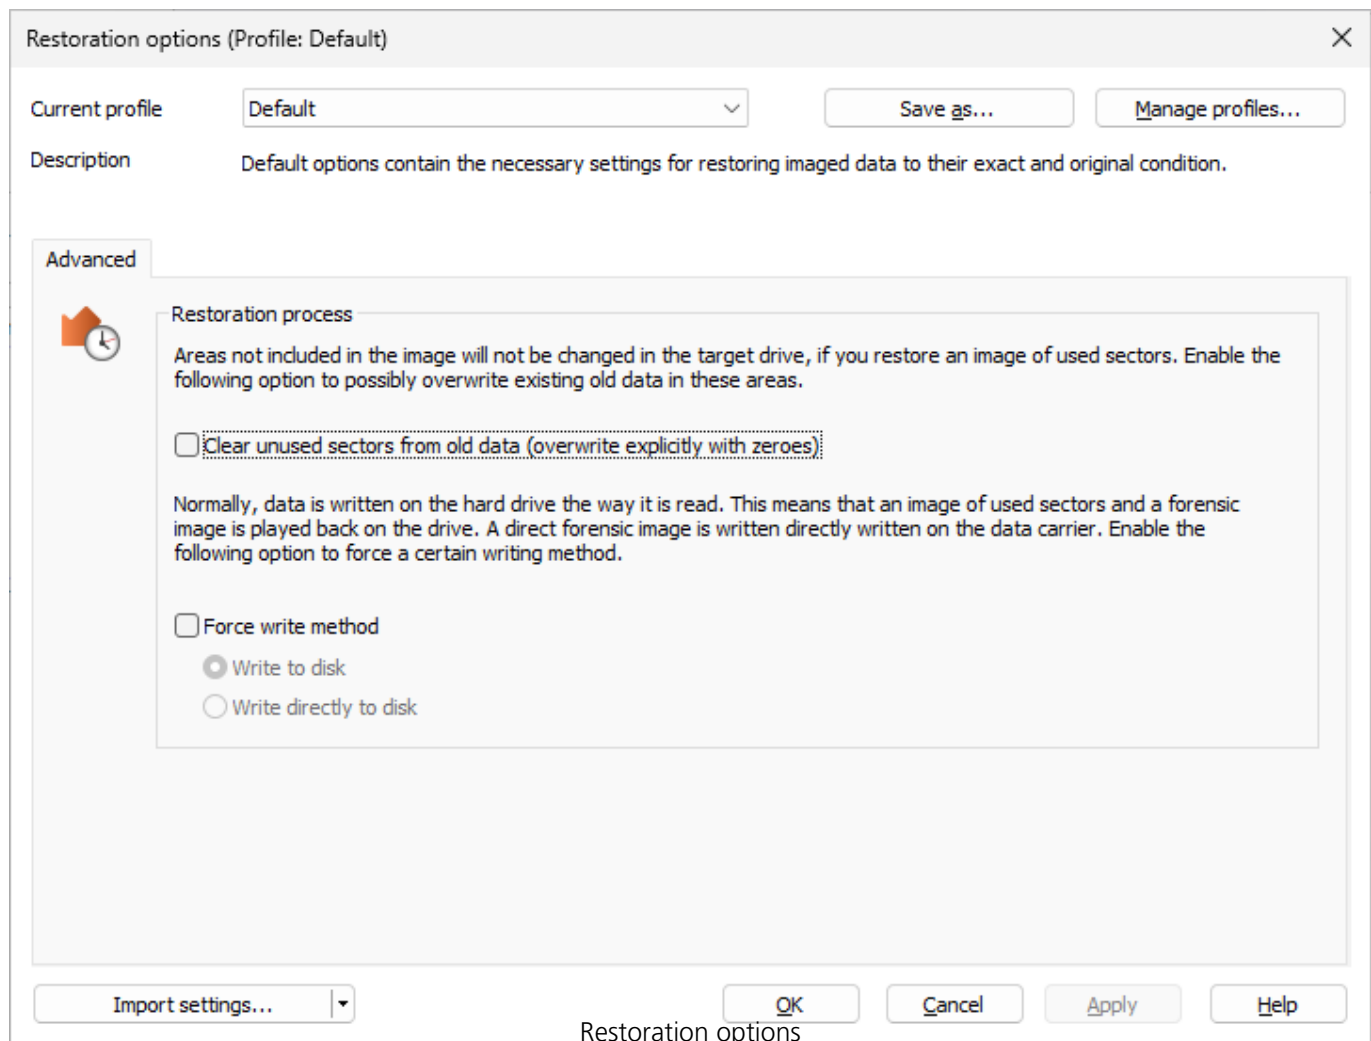 Restoration options (Profile: Default)
Current profile
Default
Save as...
Manage profiles...
Description
Default options contain the necessary settings for restoring imaged data to their exact and original condition.
Advanced
Restoration process
Areas not included in the image will not be changed in the target drive, if you restore an image of used sectors. Enable the
following option to possibly overwrite existing old data in these areas.
Clear unused sectors from old data (overwrite explicitly with zeroes)
Normally, data is written on the hard drive the way it is read. This means that an image of used sectors and a forensic
image is played back on the drive. A direct forensic image is written directly written on the data carrier. Enable the
following option to force a certain writing method.
Force write method
Write to disk
Write directly to disk
Import settings...
OK
Cancel
Apply
Help
Restoration options